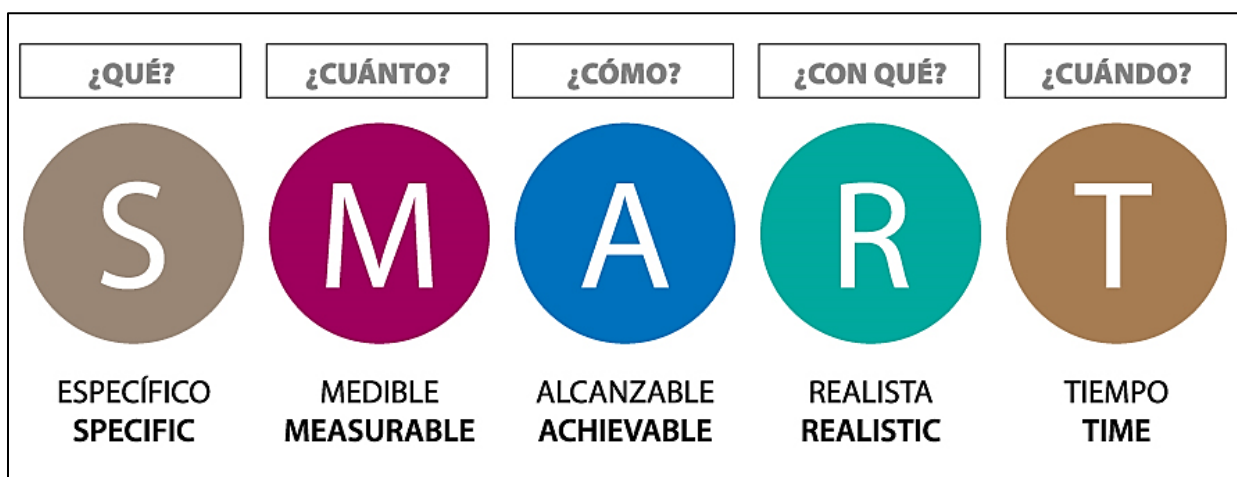 ¿QUÉ? ¿CUÁNTO? ¿CÓMO? ¿CON QUÉ? ¿CUÁNDO?
S M A R T
ESPECÍFICO MEDIBLE ALCANZABLE REALISTA TIEMPO
SPECIFIC MEASURABLE ACHIEVABLE REALISTIC TIME